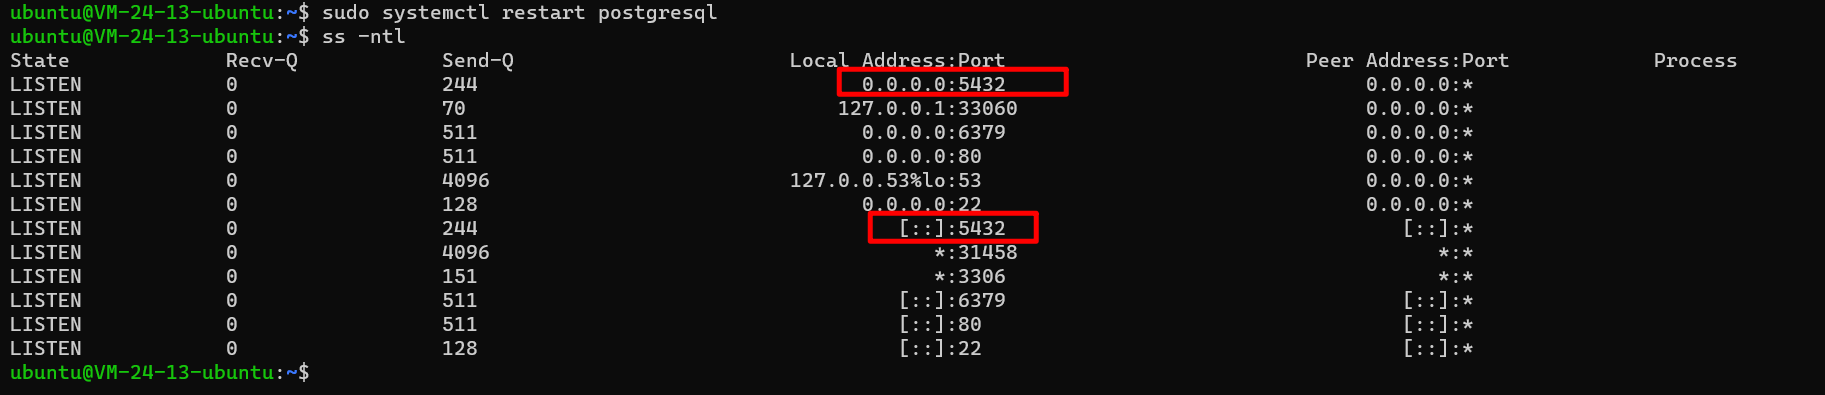 ubuntu@VM-24-13-ubuntu:~$ sudo systemctl restart postgresql
ubuntu@VM-24-13-ubuntu:~$ ss -ntl
State Recv-Q Send-Q Local Address:Port Peer Address:Port Process
LISTEN 0 244 0.0.0.0:5432 0.0.0.0:*
LISTEN 0 70 127.0.0.1:33060 0.0.0.0:*
LISTEN 0 511 0.0.0.0:6379 0.0.0.0:*
LISTEN 0 511 0.0.0.0:80 0.0.0.0:*
LISTEN 0 4096 127.0.0.53%lo:53 0.0.0.0:*
LISTEN 0 128 0.0.0.0:22 0.0.0.0:*
LISTEN 0 244 [::]:5432 [::]:*
LISTEN 0 4096 *:31458 *:*
LISTEN 0 151 *:3306 *:*
LISTEN 0 511 [::]:6379 [::]:*
LISTEN 0 511 [::]:80 [::]:*
LISTEN 0 128 [::]:22 [::]:*
ubuntu@VM-24-13-ubuntu:~$